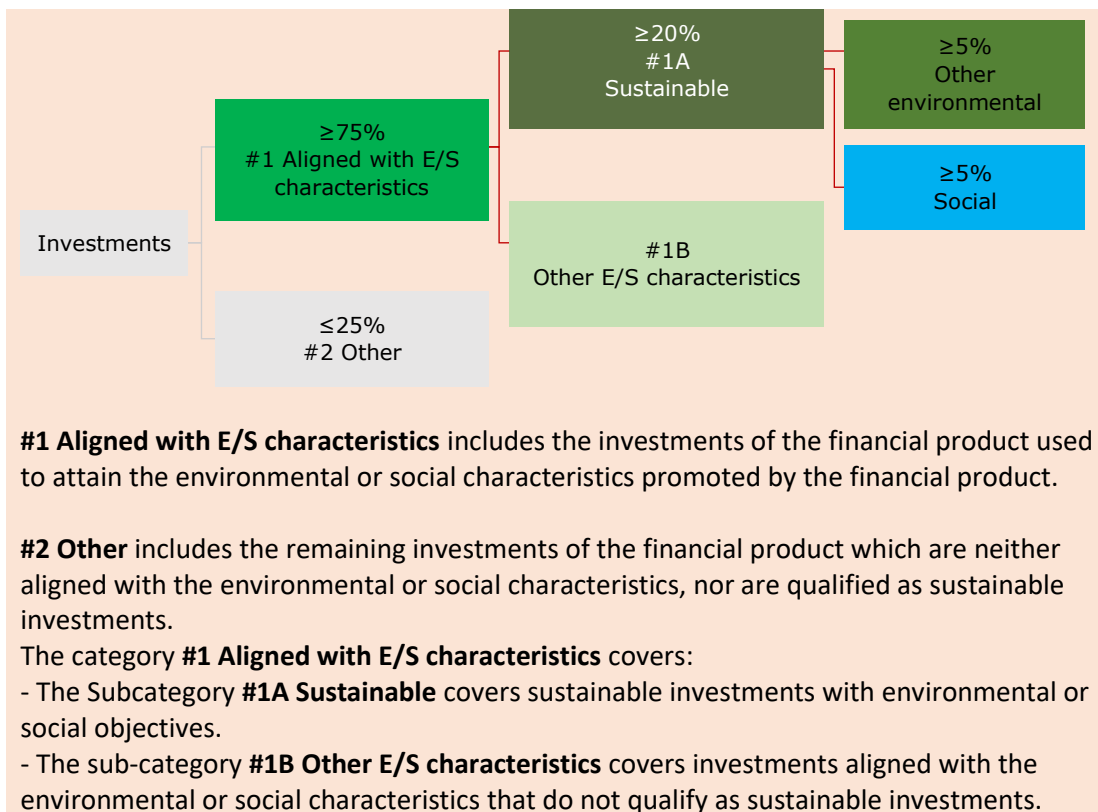 ≥20%
#1A
Sustainable
≥5%
Other
environmental
≥75%
#1 Aligned with E/S
characteristics
≥5%
Social
Investments
#1B
Other E/S characteristics
≤25%
#2 Other
#1 Aligned with E/S characteristics includes the investments of the financial product used
to attain the environmental or social characteristics promoted by the financial product.
#2 Other includes the remaining investments of the financial product which are neither
aligned with the environmental or social characteristics, nor are qualified as sustainable
investments.
The category #1 Aligned with E/S characteristics covers:
- The Subcategory #1A Sustainable covers sustainable investments with environmental or
social objectives.
- The sub-category #1B Other E/S characteristics covers investments aligned with the
environmental or social characteristics that do not qualify as sustainable investments.